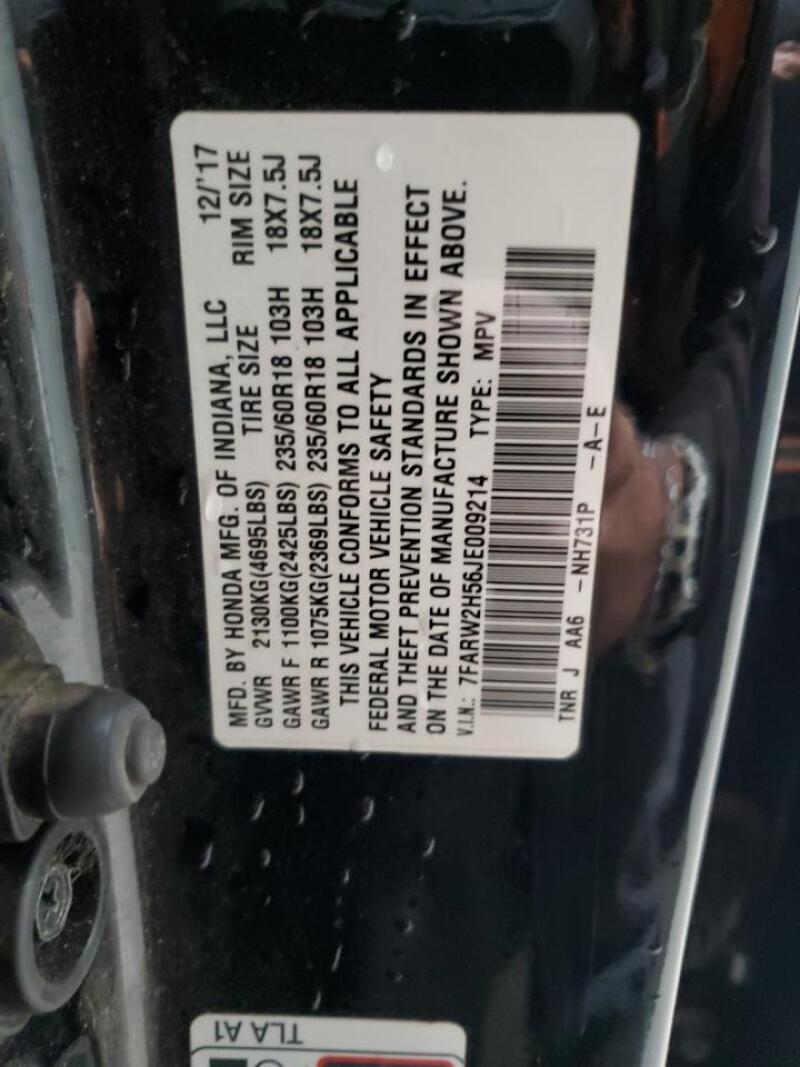 MFD. BY HONDA MFG. OF INDIANA, LLC 12/'17
GVWR 2130KG(4695LBS) TIRE SIZE RIM SIZE
GAWR F 1100KG(2425LBS) 235/60R18 103H 18X7.5J
GAWR R 1075KG(2369LBS) 235/60R18 103H 18X7.5J
THIS VEHICLE CONFORMS TO ALL APPLICABLE
FEDERAL MOTOR VEHICLE SAFETY
AND THEFT PREVENTION STANDARDS IN EFFECT
ON THE DATE OF MANUFACTURE SHOWN ABOVE.
V.I.N.: 7FARW2H56JE009214 TYPE: MPV
TNR J AA6 -NH731P -A-E
TLA A1